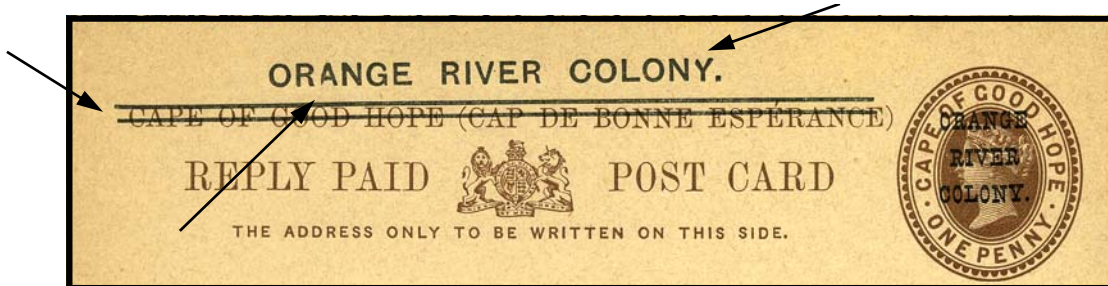 ORANGE RIVER COLONY.
CAPE OF GOOD HOPE (CAP DE BONNE ESPÉRANCE)
REPLY PAID POST CARD
THE ADDRESS ONLY TO BE WRITTEN ON THIS SIDE.
CAPE OF GOOD HOPE
ORANGE
RIVER
COLONY.
ONE PENNY